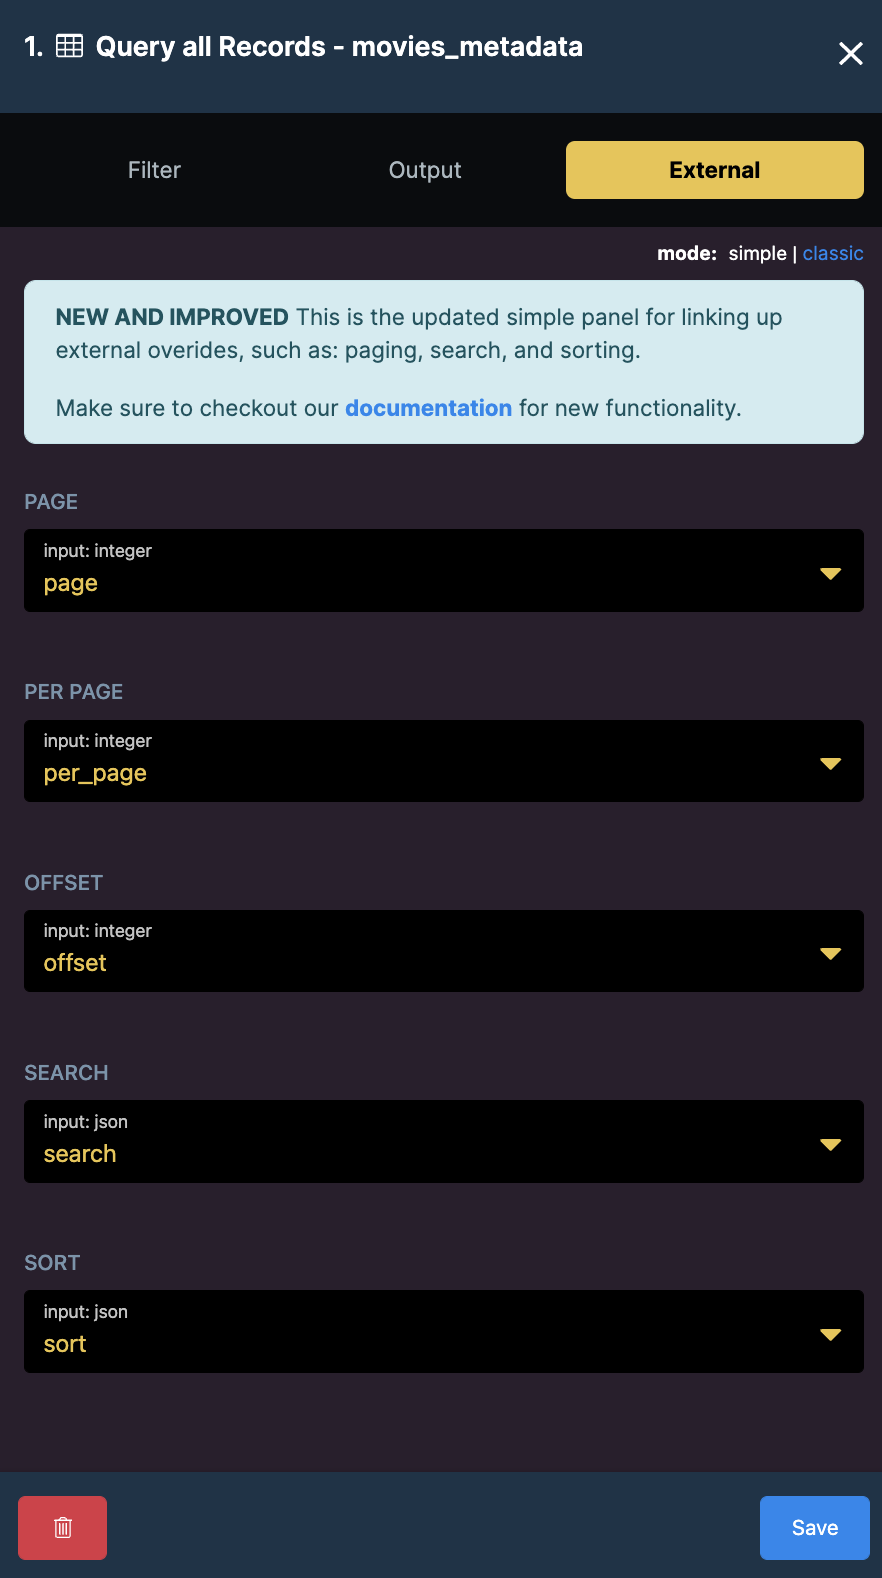 1. Query all Records - movies_metadata
Filter
Output
External
mode: simple | classic
NEW AND IMPROVED This is the updated simple panel for linking up
external overides, such as: paging, search, and sorting.
Make sure to checkout our documentation for new functionality.
PAGE
input: integer
page
PER PAGE
input: integer
per_page
OFFSET
input: integer
offset
SEARCH
input: json
search
SORT
input: json
sort
Save